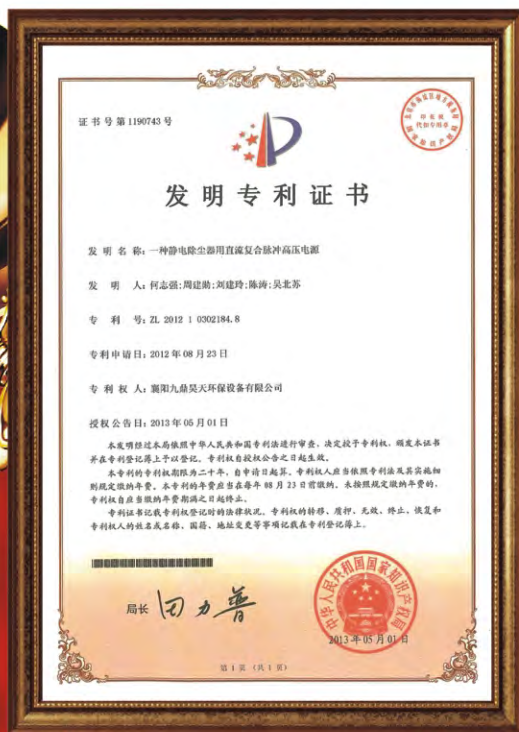 证书号第1190743号
发明专利证书
发明名称:一种静电除尘器用直流复合脉冲高压电源
发明人:何志强;周建勋;刘建玲;陈涛;吴北苏
专利号:ZL 2012 1 0302184.8
专利申请日:2012年08月23日
专利权人:襄阳九鼎昊天环保设备有限公司
授权公告日:2013年05月01日
本发明经过本局依照中华人民共和国专利法进行审查,决定授予专利权,颁发本证书
并在专利登记簿上予以登记。专利权自授权公告之日起生效。
本专利的专利权期限为二十年,自申请日起算。专利权人应当依照专利法及其实施细
则规定缴纳年费。本专利的年费应当在每年08月23日前缴纳。未按照规定缴纳年费的,
专利权自应当缴纳年费期满之日起终止。
专利证书记载专利权登记时的法律状况。专利权的转移、质押、无效、终止、恢复和
专利权人的姓名或名称、国籍、地址变更等事项记载在专利登记簿上。
局长
田力普
中华人民共和国国家知识产权局
2013年05月01日
第1页(共1页)